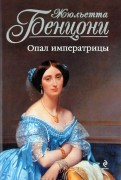 Жюльетта
Бенцони
Опал императрицы